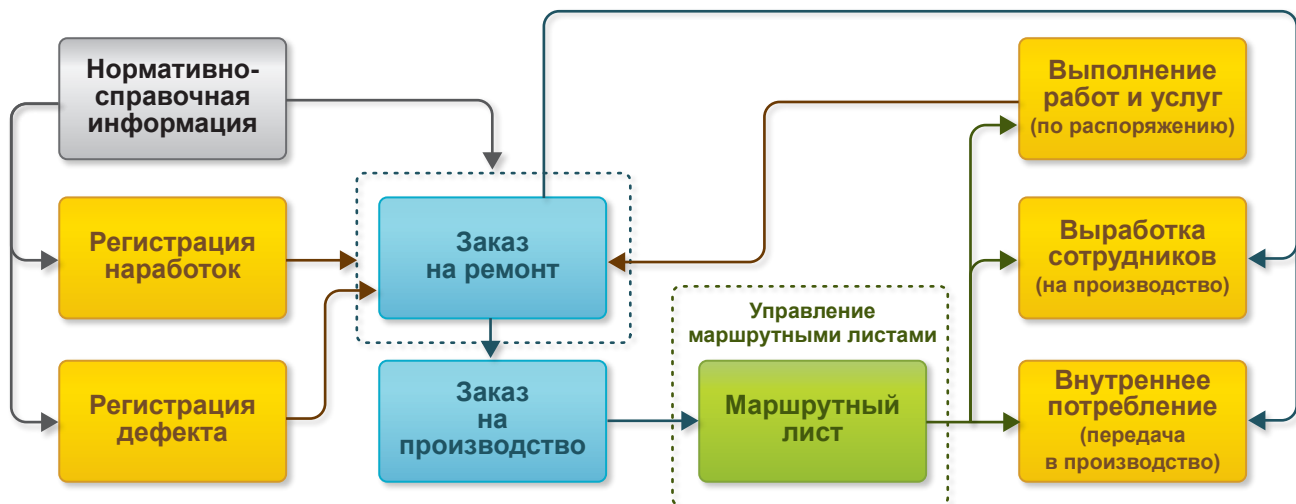 Нормативно-
справочная
информация
Выполнение
работ и услуг
(по распоряжению)
Регистрация
наработок
Заказ
на ремонт
Выработка
сотрудников
(на производство)
Управление
маршрутными листами
Регистрация
дефекта
Заказ
на
производство
Маршрутный
лист
Внутреннее
потребление
(передача
в производство)